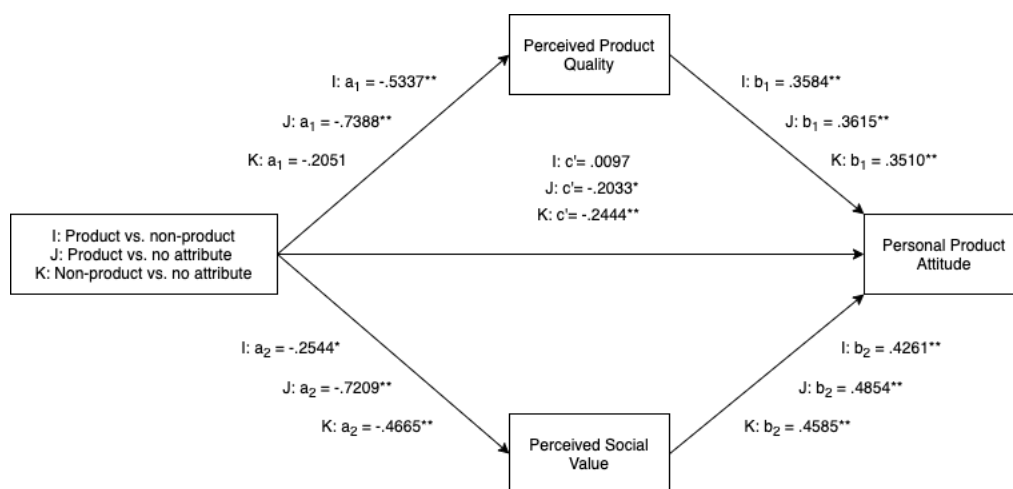 Perceived Product
Quality
I: a1 = -.5337**
J: a1 = -.7388**
K: a1 = -.2051
I: b1 = .3584**
J: b1 = .3615**
K: b1 = .3510**
I: c'= .0097
J: c'= -.2033*
K: c'= -.2444**
I: Product vs. non-product
J: Product vs. no attribute
K: Non-product vs. no attribute
Personal Product
Attitude
I: a2 = -.2544*
J: a2 = -.7209**
K: a2 = -.4665**
I: b2 = .4261**
J: b2 = .4854**
K: b2 = .4585**
Perceived Social
Value